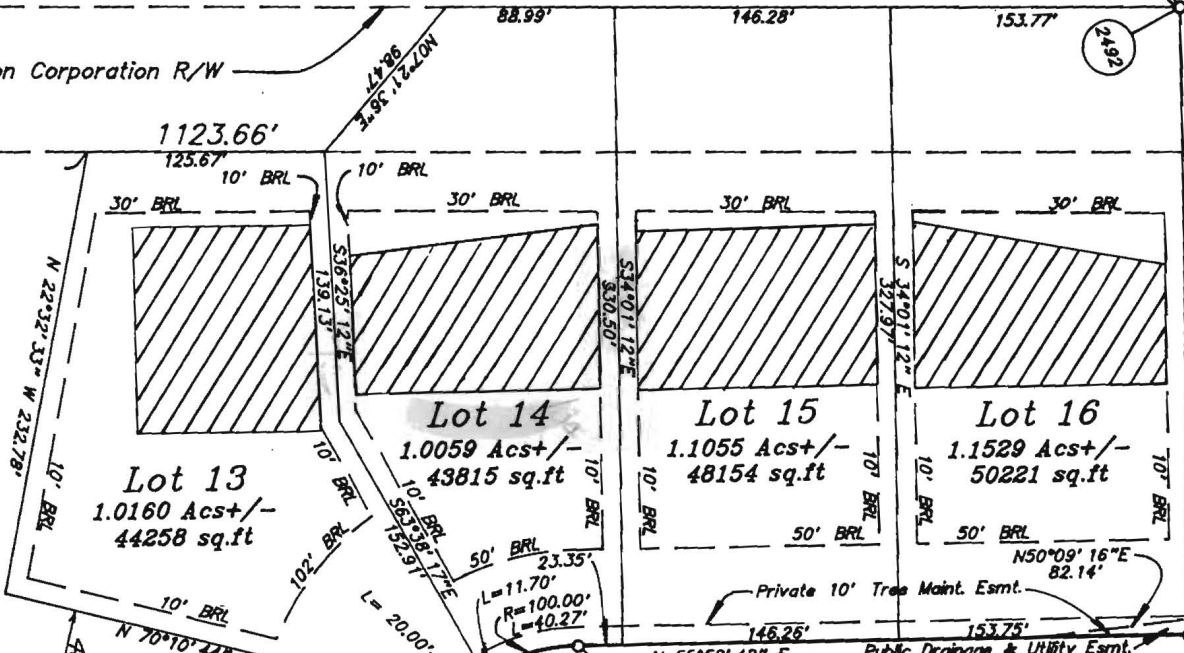 88.99'
146.28'
153.77'
2492
on Corporation R/W
N07°21'36"E
98.47'
1123.66'
125.67'
10' BRL
10' BRL
30' BRL
30' BRL
30' BRL
30' BRL
N 22°32'33" W 232.78'
139.13'
S36°25'12"E
S34°01'12"E
330.50'
S 34°01'12" E
327.97'
Lot 13
1.0160 Acs+/-
44258 sq.ft
Lot 14
1.0059 Acs+/-
43815 sq.ft
Lot 15
1.1055 Acs+/-
48154 sq.ft
Lot 16
1.1529 Acs+/-
50221 sq.ft
10' BRL
10' BRL
10' BRL
10' BRL
10' BRL
10' BRL
10' BRL
10' BRL
102' BRL
10' BRL
S63°38'17"E
152.91'
50' BRL
50' BRL
50' BRL
23.35'
L=11.70'
R=100.00'
L=40.27'
L= 20.00'
Private 10' Tree Maint. Esmt.
N50°09'16"E
82.14'
146.26'
153.75'
N 70°10'44"
Public Drainage & Utility Esmt.